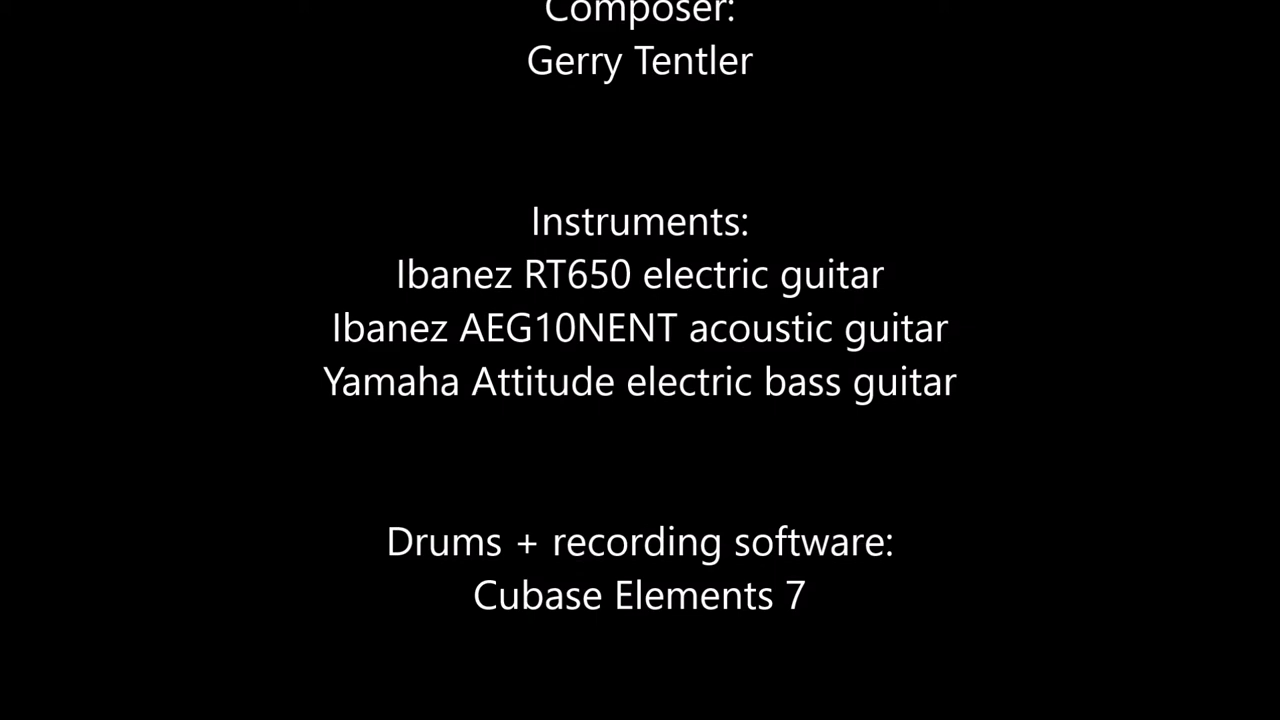 Composer:
Gerry Tentler
Instruments:
Ibanez RT650 electric guitar
Ibanez AEG10NENT acoustic guitar
Yamaha Attitude electric bass guitar
Drums + recording software:
Cubase Elements 7